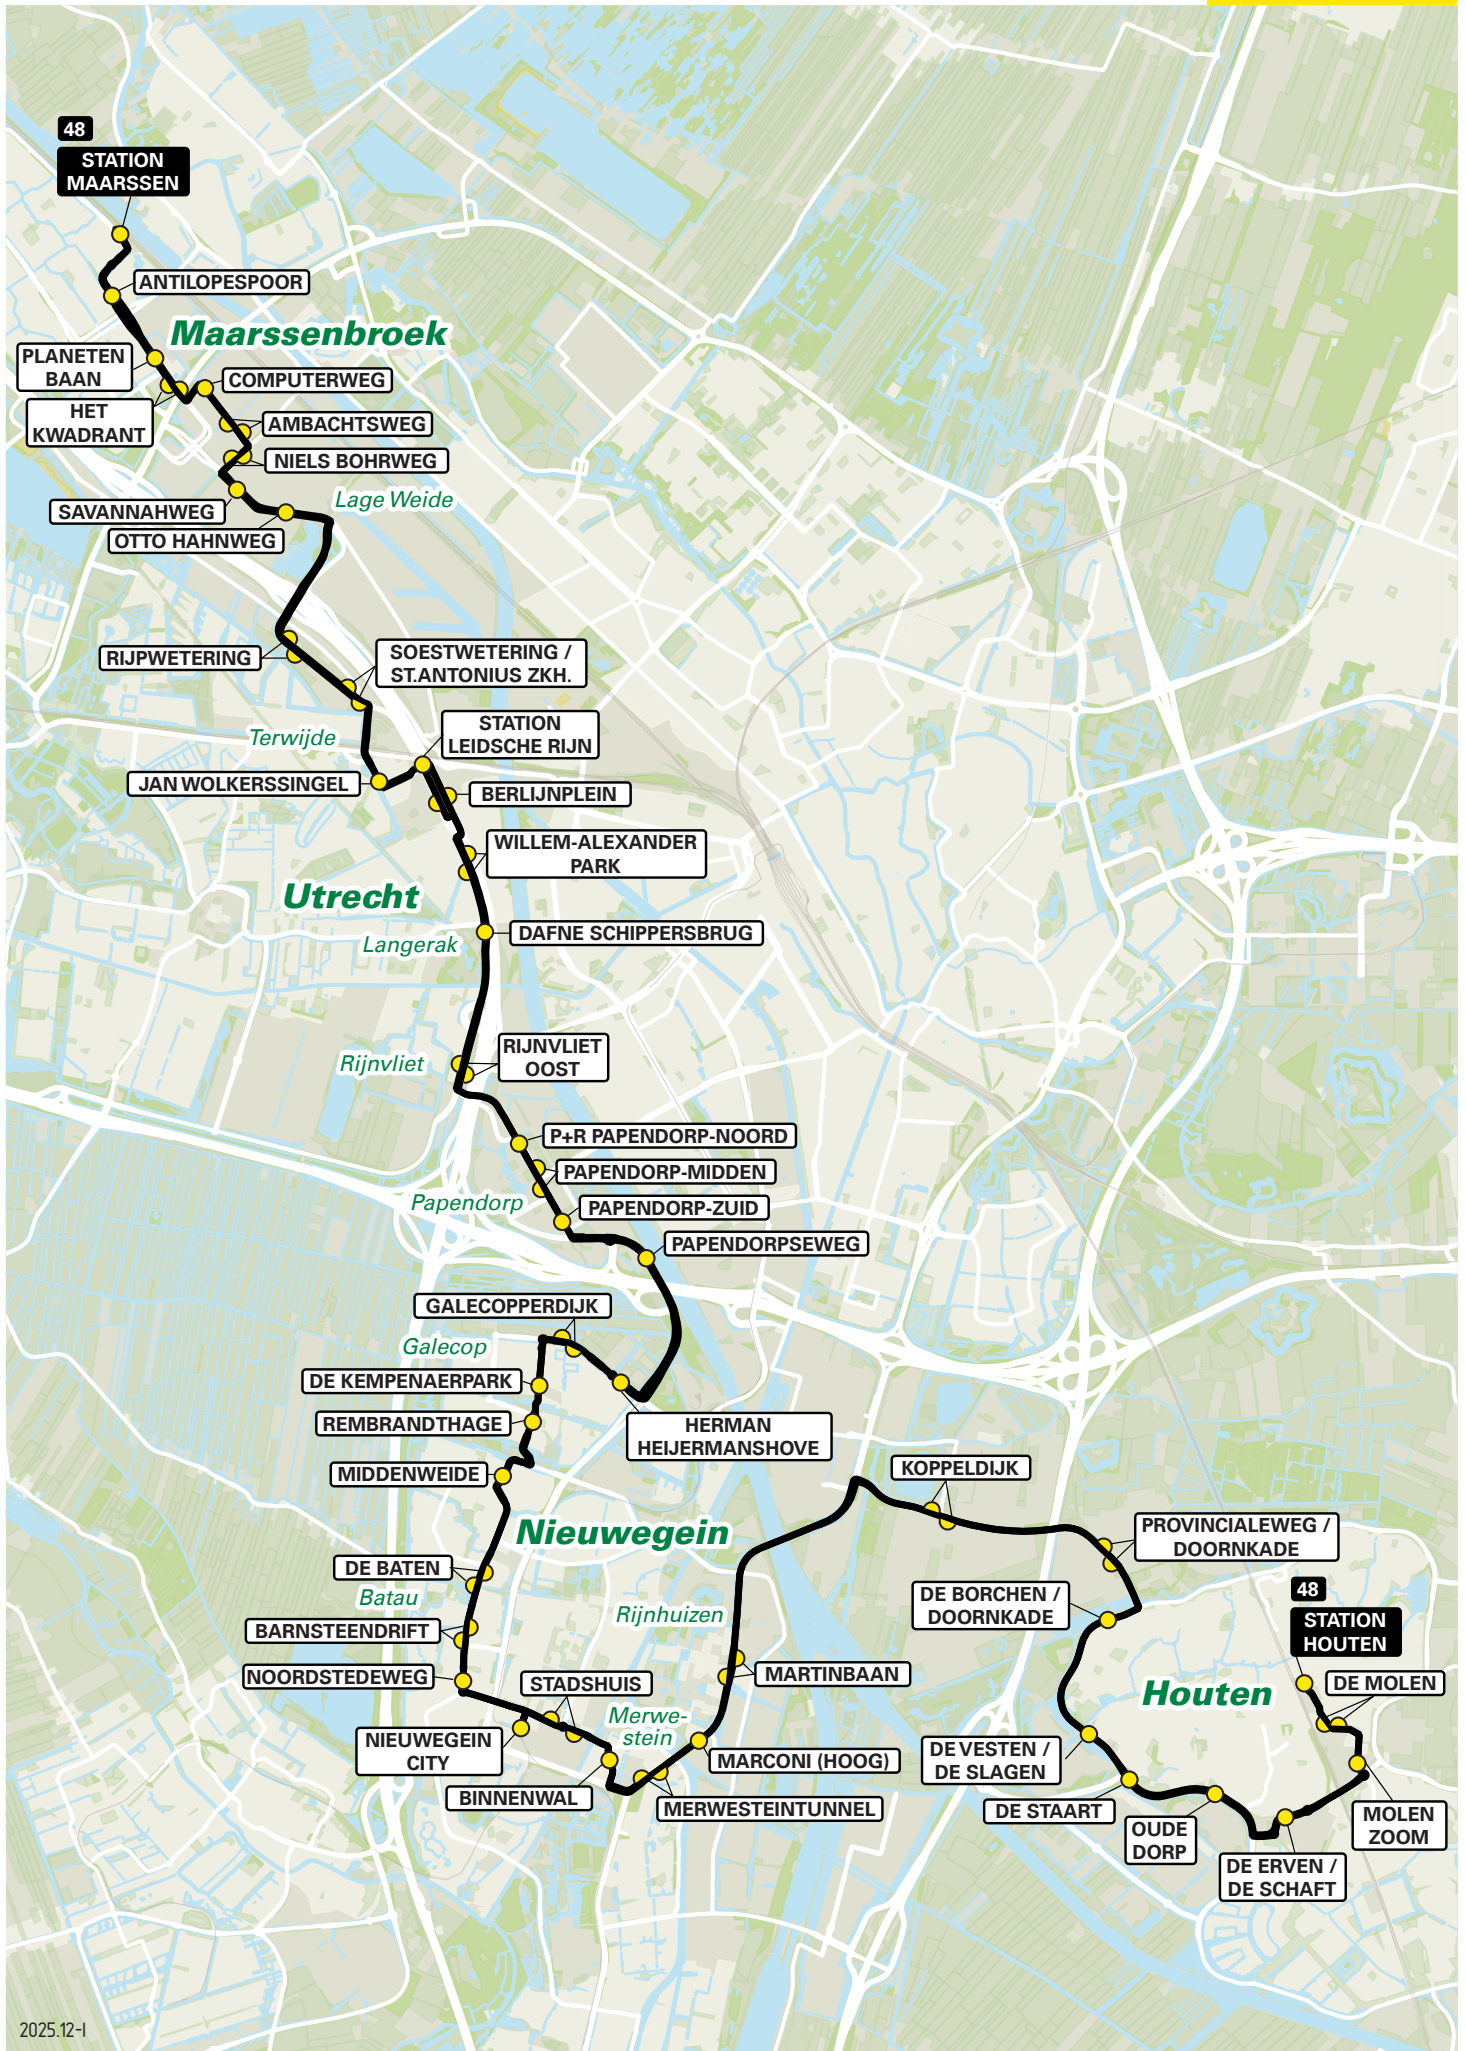 48
STATION
MAARSSEN
ANTILOPESPOOR
Maarssenbroek
PLANETEN
BAAN
COMPUTERWEG
HET
KWADRANT
AMBACHTSWEG
NIELS BOHRWEG
Lage Weide
SAVANNAHWEG
OTTO HAHNWEG
RIJPWETERING
SOESTWETERING /
ST.ANTONIUS ZKH.
Terwijde
STATION
LEIDSCHE RIJN
JAN WOLKERSSINGEL
BERLIJNPLEIN
WILLEM-ALEXANDER
PARK
Utrecht
Langerak
DAFNE SCHIPPERSBRUG
Rijnvliet
RIJNVLIET
OOST
P+R PAPENDORP-NOORD
PAPENDORP-MIDDEN
Papendorp
PAPENDORP-ZUID
PAPENDORPSEWEG
GALECOPPERDIJK
Galecop
DE KEMPENAERPARK
REMBRANDTHAGE
HERMAN
HEIJERMANSHOVE
MIDDENWEIDE
KOPPELDIJK
Nieuwegein
PROVINCIALEWEG /
DOORNKADE
DE BATEN
Batau
BARNSTEENDRIFT
Rijnhuizen
DE BORCHEN /
DOORNKADE
48
STATION
HOUTEN
NOORDSTEDEWEG
STADSHUIS
MARTINBAAN
DE MOLEN
Houten
Merwe-
stein
NIEUWEGEIN
CITY
MARCONI (HOOG)
DE VESTEN /
DE SLAGEN
BINNENWAL
MERWESTEINTUNNEL
DE STAART
OUDE
DORP
MOLEN
ZOOM
DE ERVEN /
DE SCHAFT
2025.12-I